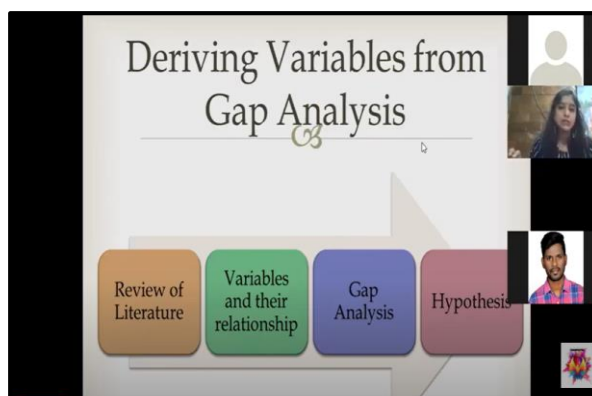 Deriving Variables from
Gap Analysis
Review of
Literature
Variables
and their
relationship
Gap
Analysis
Hypothesis